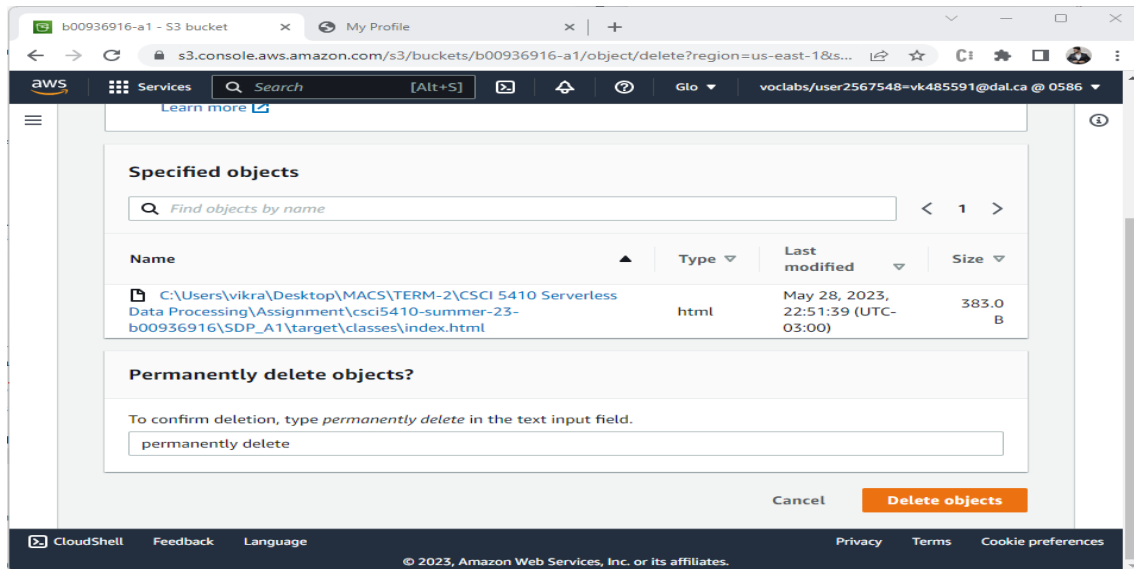 b00936916-a1 - S3 bucket
My Profile
s3.console.aws.amazon.com/s3/buckets/b00936916-a1/object/delete?region=us-east-1&s...
aws
Services
Search
[Alt+S]
Glo
voclabs/user2567548=vk485591@dal.ca @ 0586
Learn more
Specified objects
Find objects by name
1
Name
Type
Last
modified
Size
C:\Users\vikra\Desktop\MACS\TERM-2\CSCI 5410 Serverless
Data Processing\Assignment\csci5410-summer-23-
b00936916\SDP_A1\target\classes\index.html
html
May 28, 2023,
22:51:39 (UTC-
03:00)
383.0
B
Permanently delete objects?
To confirm deletion, type permanently delete in the text input field.
permanently delete
Cancel
Delete objects
CloudShell
Feedback
Language
Privacy
Terms
Cookie preferences
© 2023, Amazon Web Services, Inc. or its affiliates.